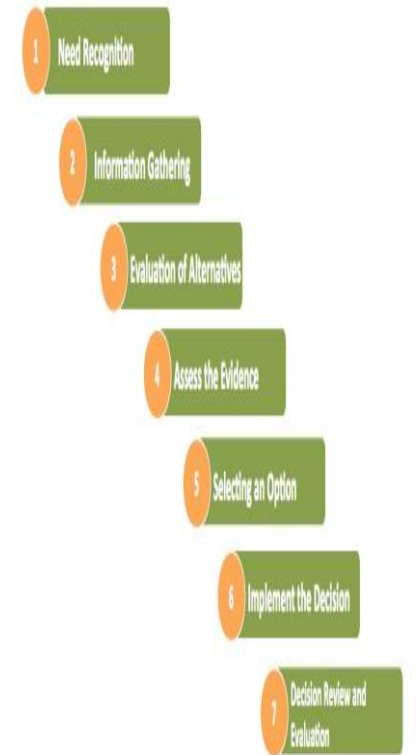 1 Need Recognition
2 Information Gathering
3 Evaluation of Alternatives
4 Assess the Evidence
5 Selecting an Option
6 Implement the Decision
7 Decision Review and
Evaluation